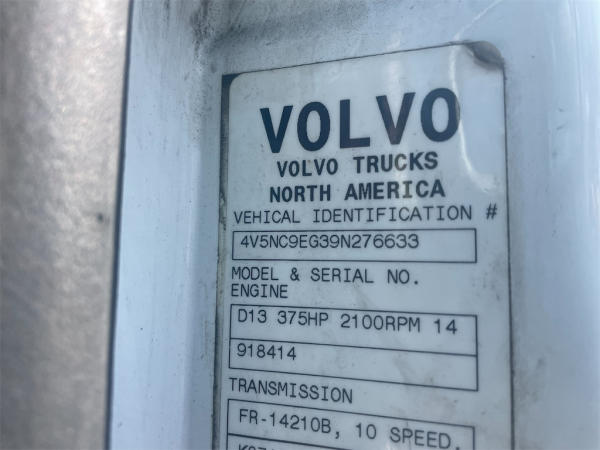 VOLVO
VOLVO TRUCKS
NORTH AMERICA
VEHICAL IDENTIFICATION #
4V5NC9EG39N276633
MODEL & SERIAL NO.
ENGINE
D13 375HP 2100RPM 14
918414
TRANSMISSION
FR-14210B, 10 SPEED,